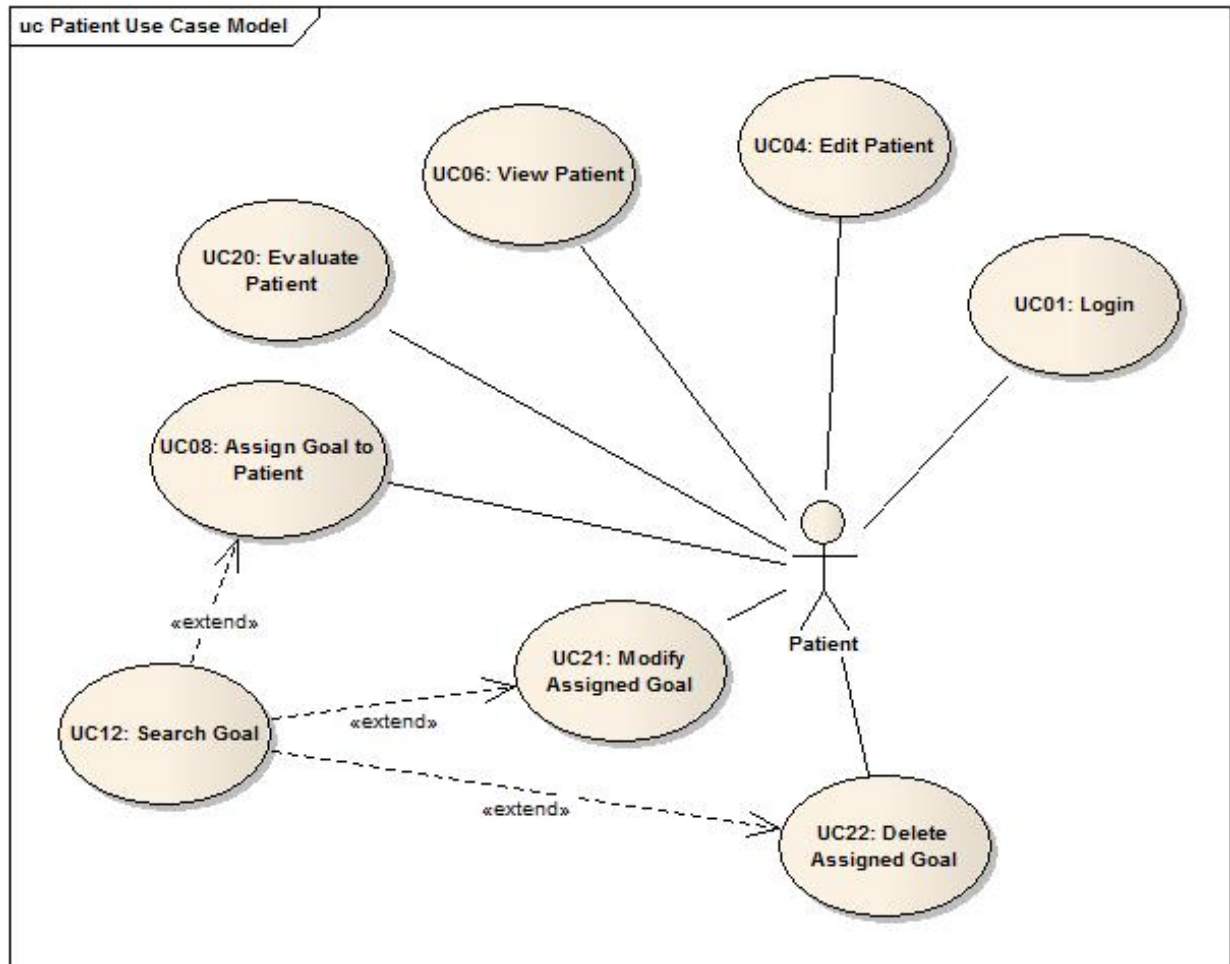 uc Patient Use Case Model
UC04: Edit Patient
UC06: View Patient
UC20: Evaluate
Patient
UC01: Login
UC08: Assign Goal to
Patient
«extend»
Patient
UC21: Modify
Assigned Goal
UC12: Search Goal
«extend»
«extend»
UC22: Delete
Assigned Goal